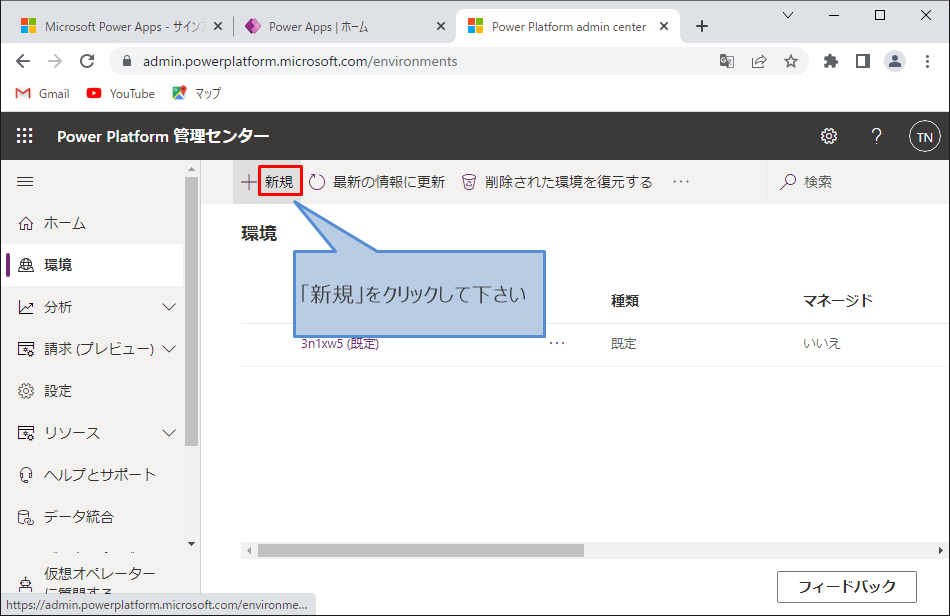 Microsoft Power Apps - サインフ
Power Apps | ホーム
Power Platform admin center
admin.powerplatform.microsoft.com/environments
Gmail
YouTube
マップ
Power Platform 管理センター
TN
新規
最新の情報に更新
削除された環境を復元する
検索
ホーム
環境
分析
請求 (プレビュー)
設定
リソース
ヘルプとサポート
データ統合
仮想オペレーター
に質問する
環境
「新規」をクリックして下さい
種類
マネージド
3n1xw5 (既定)
既定
いいえ
フィードバック
https://admin.powerplatform.microsoft.com/environme...